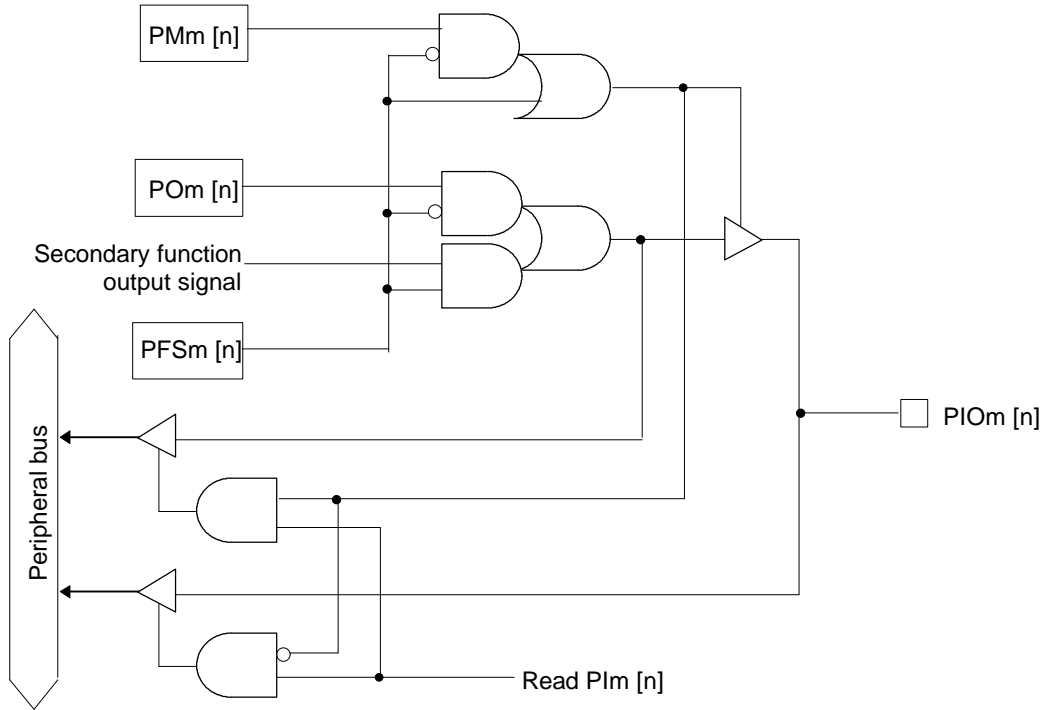 PMm [n]
POm [n]
Secondary function
output signal
PFSm [n]
PIOm [n]
Peripheral bus
Read PIm [n]